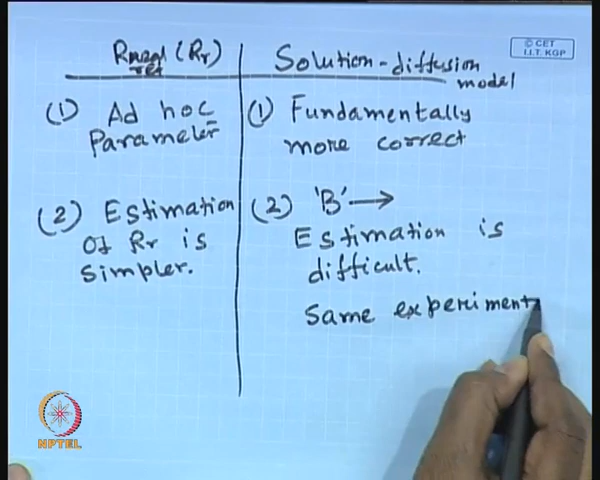 (Rr)
Solution-diffusion
model
© CET
I.I.T. KGP
(1) Ad hoc
Parameter
(1) Fundamentally
more correct
(2) Estimation
Of Rr is
Simpler.
(2) 'B' →
Estimation is
difficult.
Same experiment
NPTEL